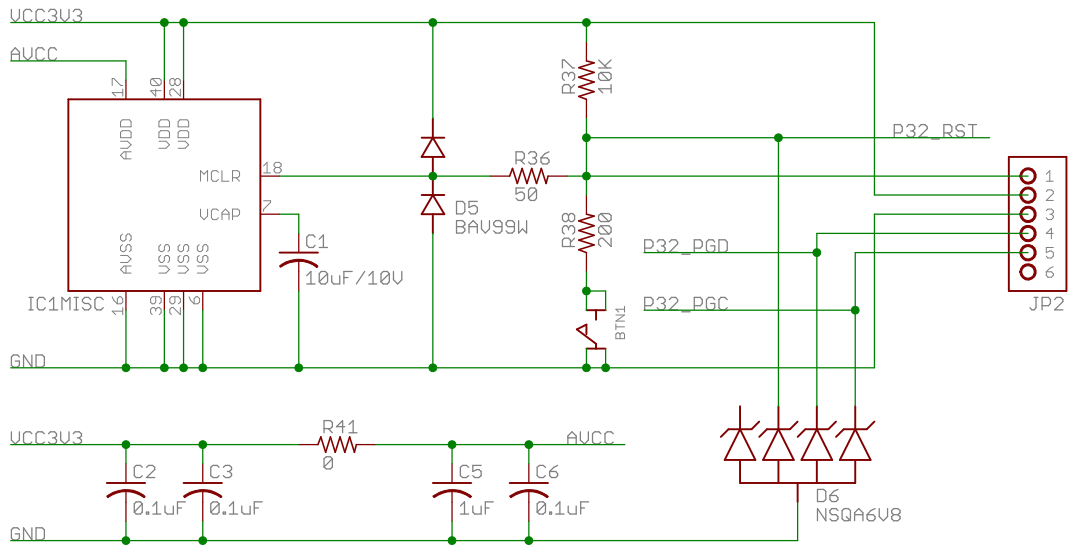 VCC3V3
AVCC
17
40
28
AVDD
VDD
VDD
MCLR
18
VCAP
7
AVSS
VSS
VSS
VSS
IC1MISC
16
39
29
6
C1
10uF/10V
D5
BAV99W
R36
50
R37
10K
R38
200
BTN1
P32_RST
P32_PGD
P32_PGC
1
2
3
4
5
6
JP2
GND
VCC3V3
R41
0
AVCC
C2
0.1uF
C3
0.1uF
C5
1uF
C6
0.1uF
D6
NSQA6V8
GND